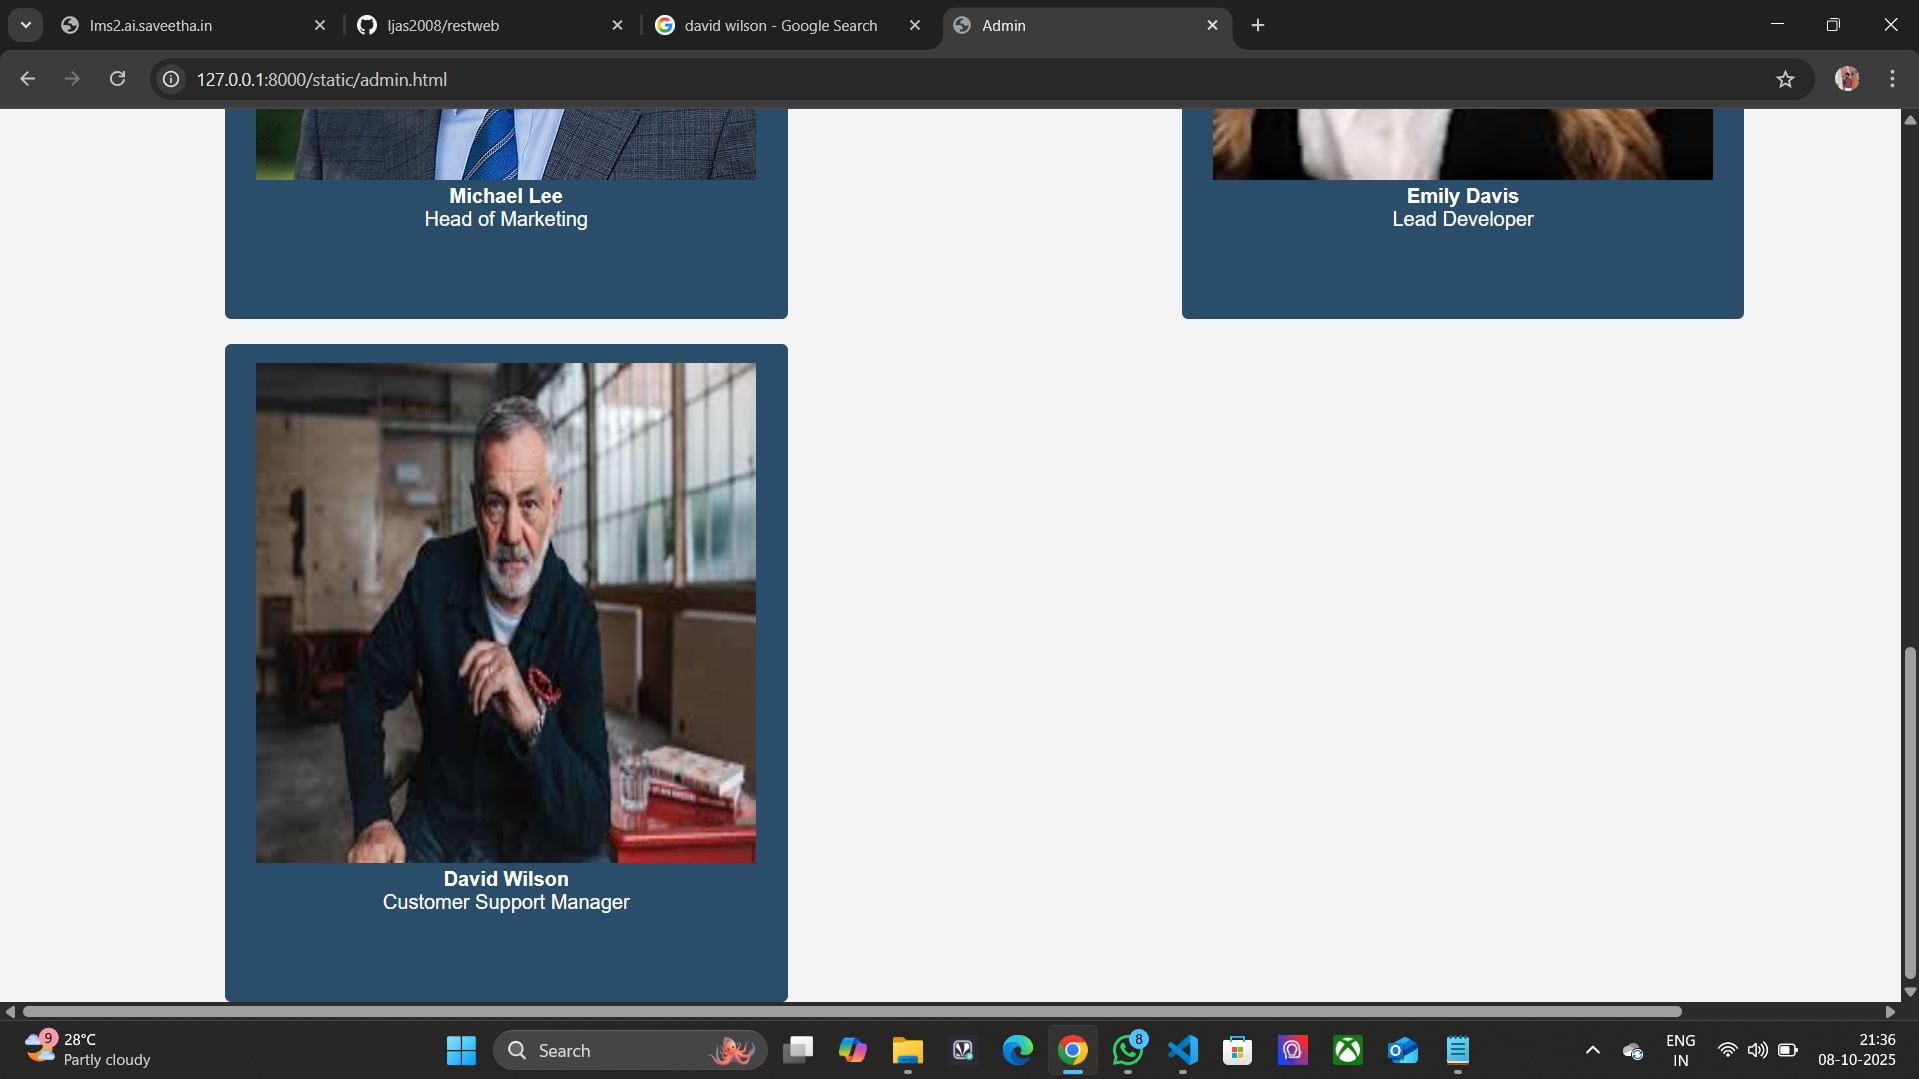 lms2.ai.saveetha.in
ljas2008/restweb
david wilson - Google Search
Admin
127.0.0.1:8000/static/admin.html
Michael Lee
Head of Marketing
Emily Davis
Lead Developer
David Wilson
Customer Support Manager
9
28°C
Partly cloudy
Search
8
ENG
IN
21:36
08-10-2025